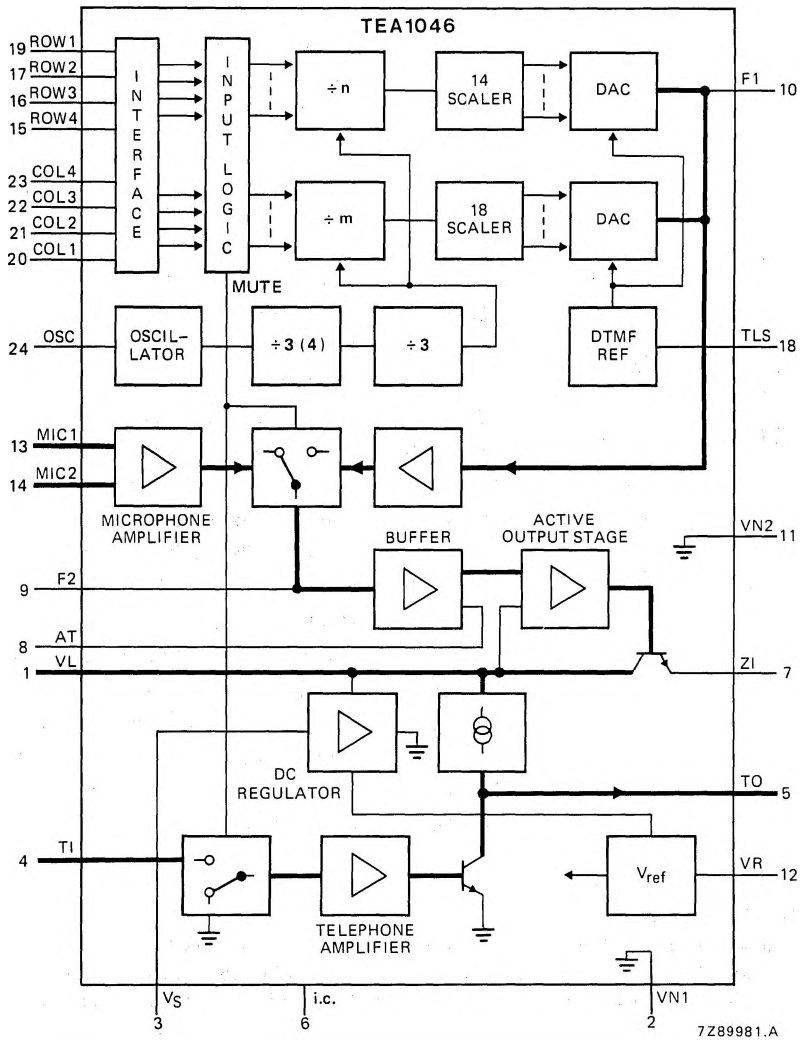 TEA1046
19 ROW1
17 ROW2
16 ROW3
15 ROW4
23 COL4
22 COL3
21 COL2
20 COL1
INTERFACE
INPUT LOGIC
÷n
14 SCALER
DAC
F1 10
÷m
18 SCALER
DAC
MUTE
24 OSC
OSCIL-
LATOR
÷3 (4)
÷3
DTMF
REF
TLS 18
13 MIC1
14 MIC2
MICROPHONE
AMPLIFIER
VN2 11
BUFFER
ACTIVE
OUTPUT STAGE
9 F2
8 AT
1 VL
ZI 7
DC
REGULATOR
TO 5
4 TI
TELEPHONE
AMPLIFIER
Vref
VR 12
VS
3
i.c.
6
VN1
2
7Z89981.A